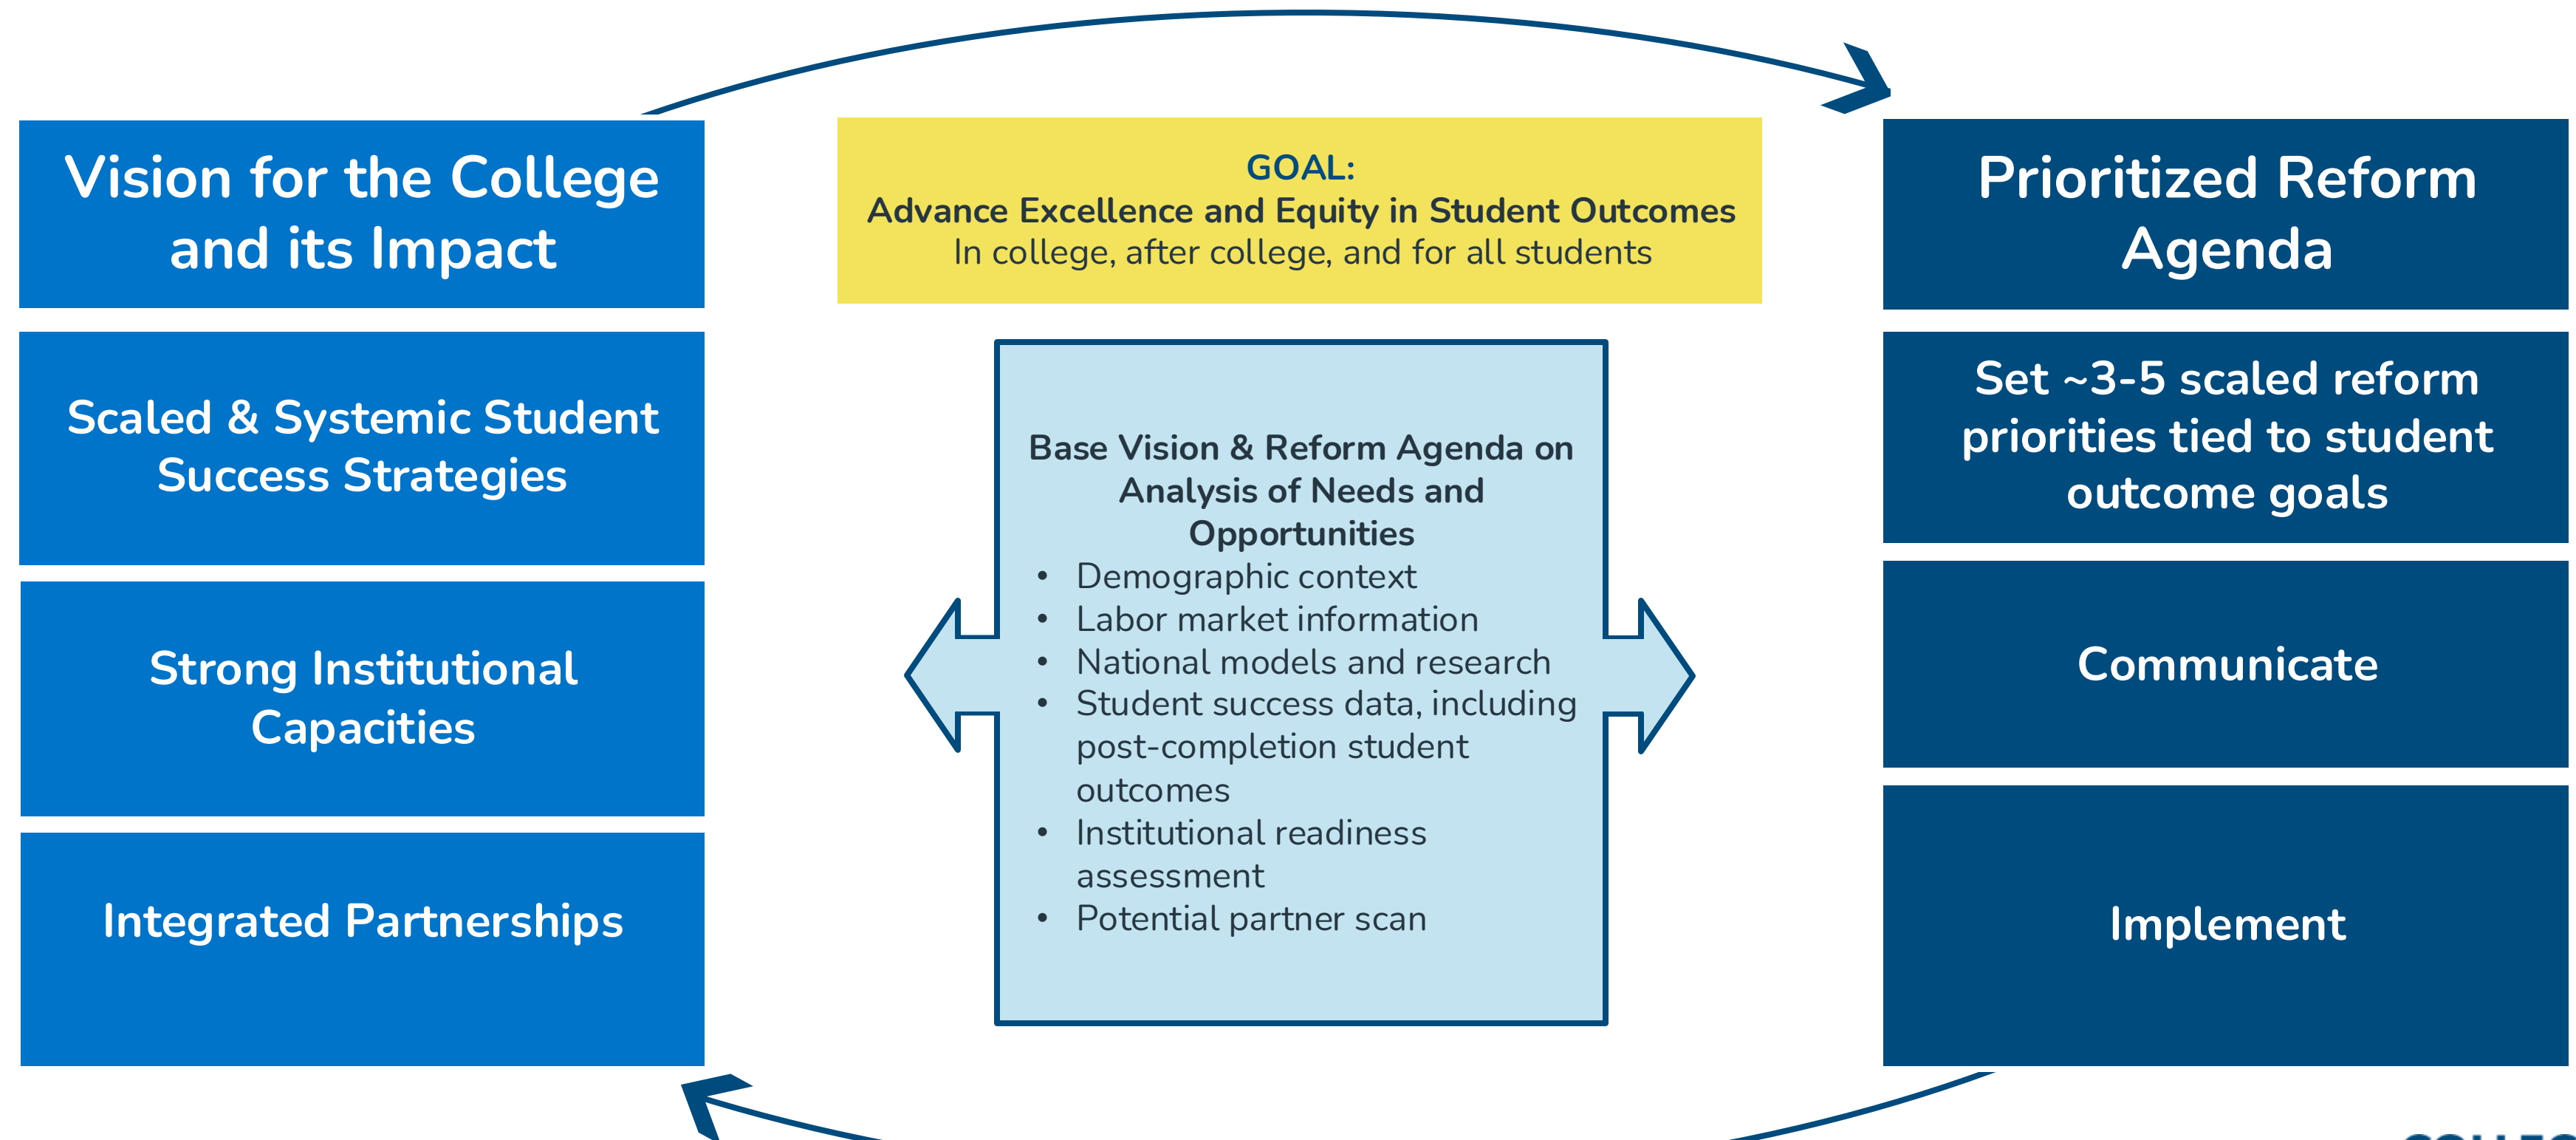 Vision for the College
and its Impact
Scaled & Systemic Student
Success Strategies
Strong Institutional
Capacities
Integrated Partnerships
GOAL:
Advance Excellence and Equity in Student Outcomes
In college, after college, and for all students
Base Vision & Reform Agenda on
Analysis of Needs and
Opportunities
• Demographic context
• Labor market information
• National models and research
• Student success data, including
post-completion student
outcomes
• Institutional readiness
assessment
• Potential partner scan
Prioritized Reform
Agenda
Set ~3-5 scaled reform
priorities tied to student
outcome goals
Communicate
Implement